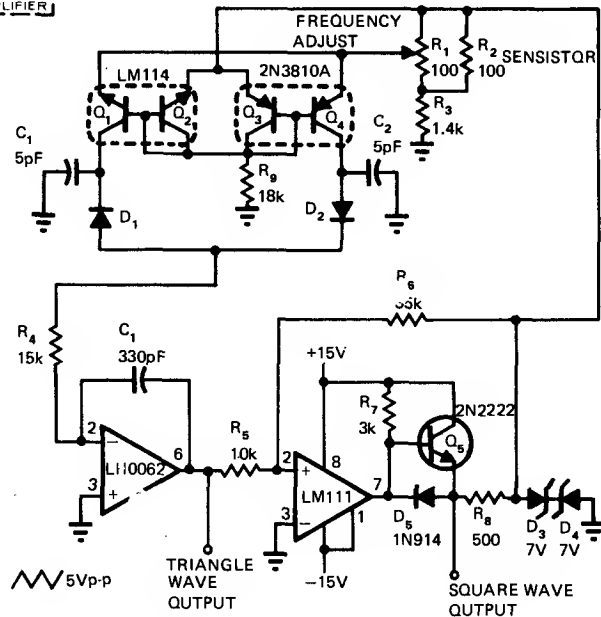 PLIFIER
FREQUENCY
ADJUST
R1
100
R2
100
SENSISTOR
LM114
2N3810A
Q1
Q2
Q3
Q4
R3
1.4k
C1
5pF
C2
5pF
R9
18k
D1
D2
R6
R4
15k
C1
330pF
+15V
R7
3k
2N2222
Q5
R5
10k
2
6
LH0062
3
2
8
LM111
7
3
1
D5
1N914
R8
500
D3
7V
D4
7V
TRIANGLE
WAVE
OUTPUT
-15V
SQUARE WAVE
OUTPUT
5Vp-p